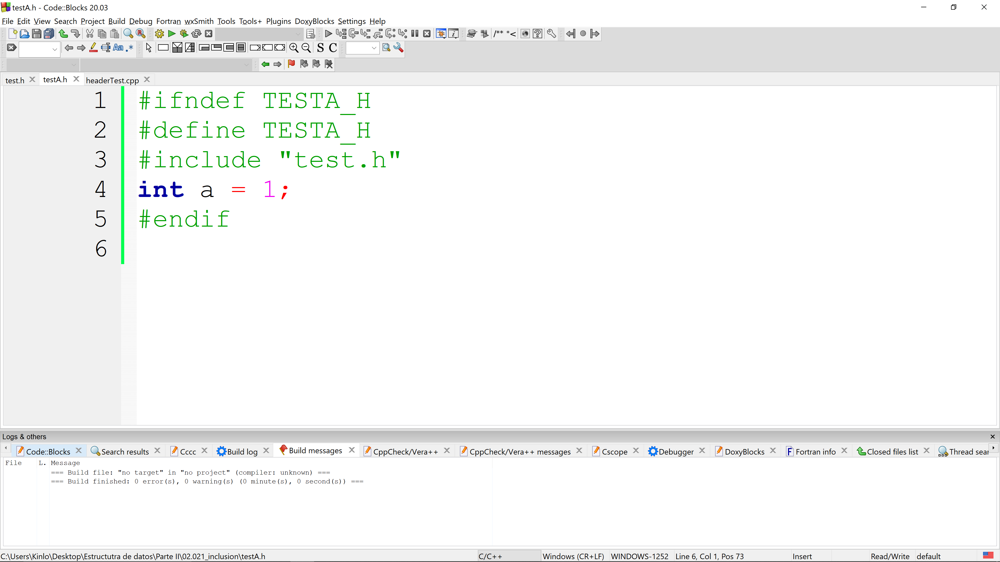 testA.h - Code::Blocks 20.03
File Edit View Search Project Build Debug Fortran wxSmith Tools Tools+ Plugins DoxyBlocks Settings Help
/** *<
Aa .* S C
test.h testA.h headerTest.cpp
1 #ifndef TESTA_H
2 #define TESTA_H
3 #include "test.h"
4 int a = 1;
5 #endif
6
Logs & others
Code::Blocks Search results Cccc Build log Build messages CppCheck/Vera++ CppCheck/Vera++ messages Cscope Debugger DoxyBlocks Fortran info Closed files list Thread sear
File L. Message
=== Build file: "no target" in "no project" (compiler: unknown) ===
=== Build finished: 0 error(s), 0 warning(s) (0 minute(s), 0 second(s)) ===
C:\Users\Kinlo\Desktop\Estructutra de datos\Parte II\02.021_inclusion\testA.h C/C++ Windows (CR+LF) WINDOWS-1252 Line 6, Col 1, Pos 73 Insert Read/Write default